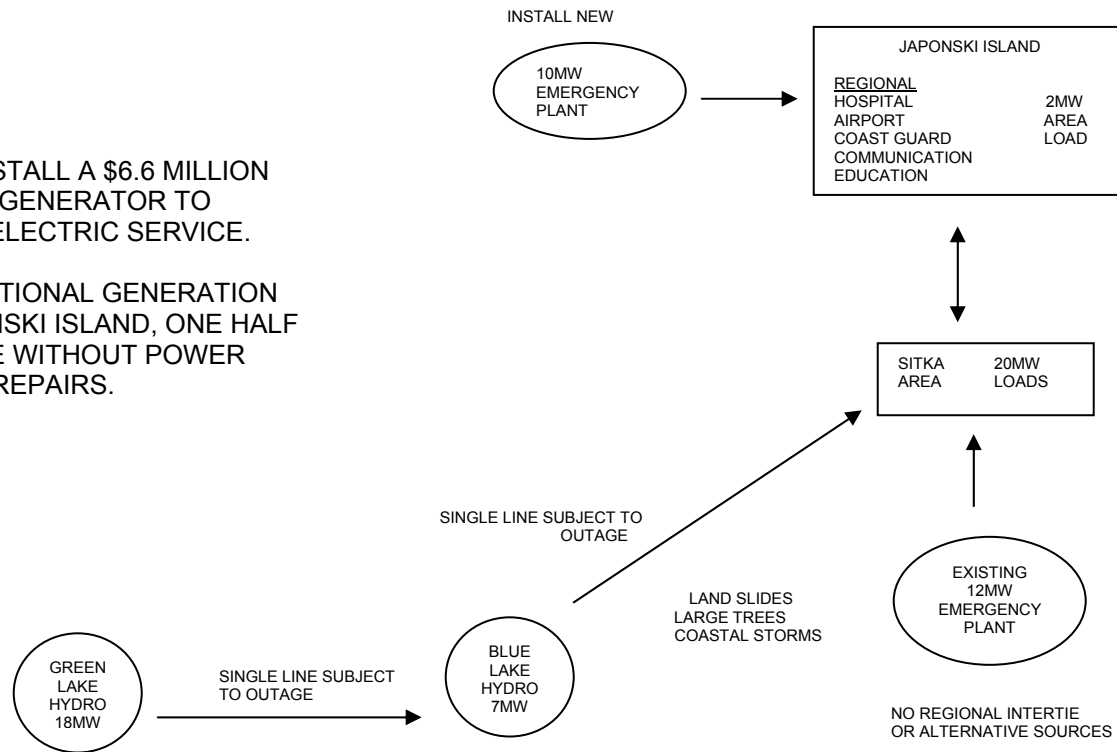 INSTALL NEW
10MW
EMERGENCY
PLANT
JAPONSKI ISLAND
REGIONAL
HOSPITAL 2MW
AIRPORT AREA
COAST GUARD LOAD
COMMUNICATION
EDUCATION
A $6.6 MILLION
GENERATOR TO
ELECTRIC SERVICE.
GENERATION
ISLAND, ONE HALF
WITHOUT POWER
REPAIRS.
SITKA 20MW
AREA LOADS
SINGLE LINE SUBJECT TO
OUTAGE
LAND SLIDES
LARGE TREES
COASTAL STORMS
EXISTING
12MW
EMERGENCY
PLANT
GREEN
LAKE
HYDRO
18MW
SINGLE LINE SUBJECT
TO OUTAGE
BLUE
LAKE
HYDRO
7MW
NO REGIONAL INTERTIE
OR ALTERNATIVE SOURCES